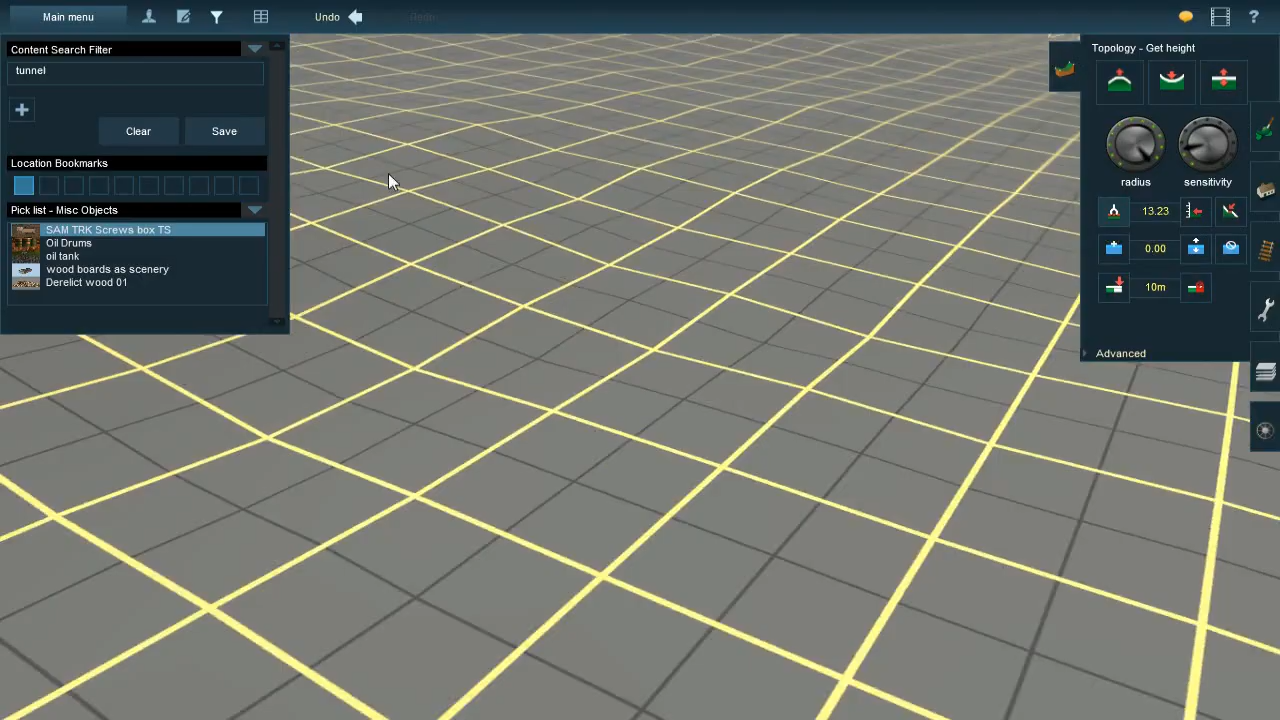 Main menu
Undo
Redo
?
Content Search Filter
tunnel
Clear
Save
Location Bookmarks
Pick list - Misc Objects
SAM TRK Screws box TS
Oil Drums
oil tank
wood boards as scenery
Derelict wood 01
Topology - Get height
radius
sensitivity
13.23
0.00
10m
Advanced